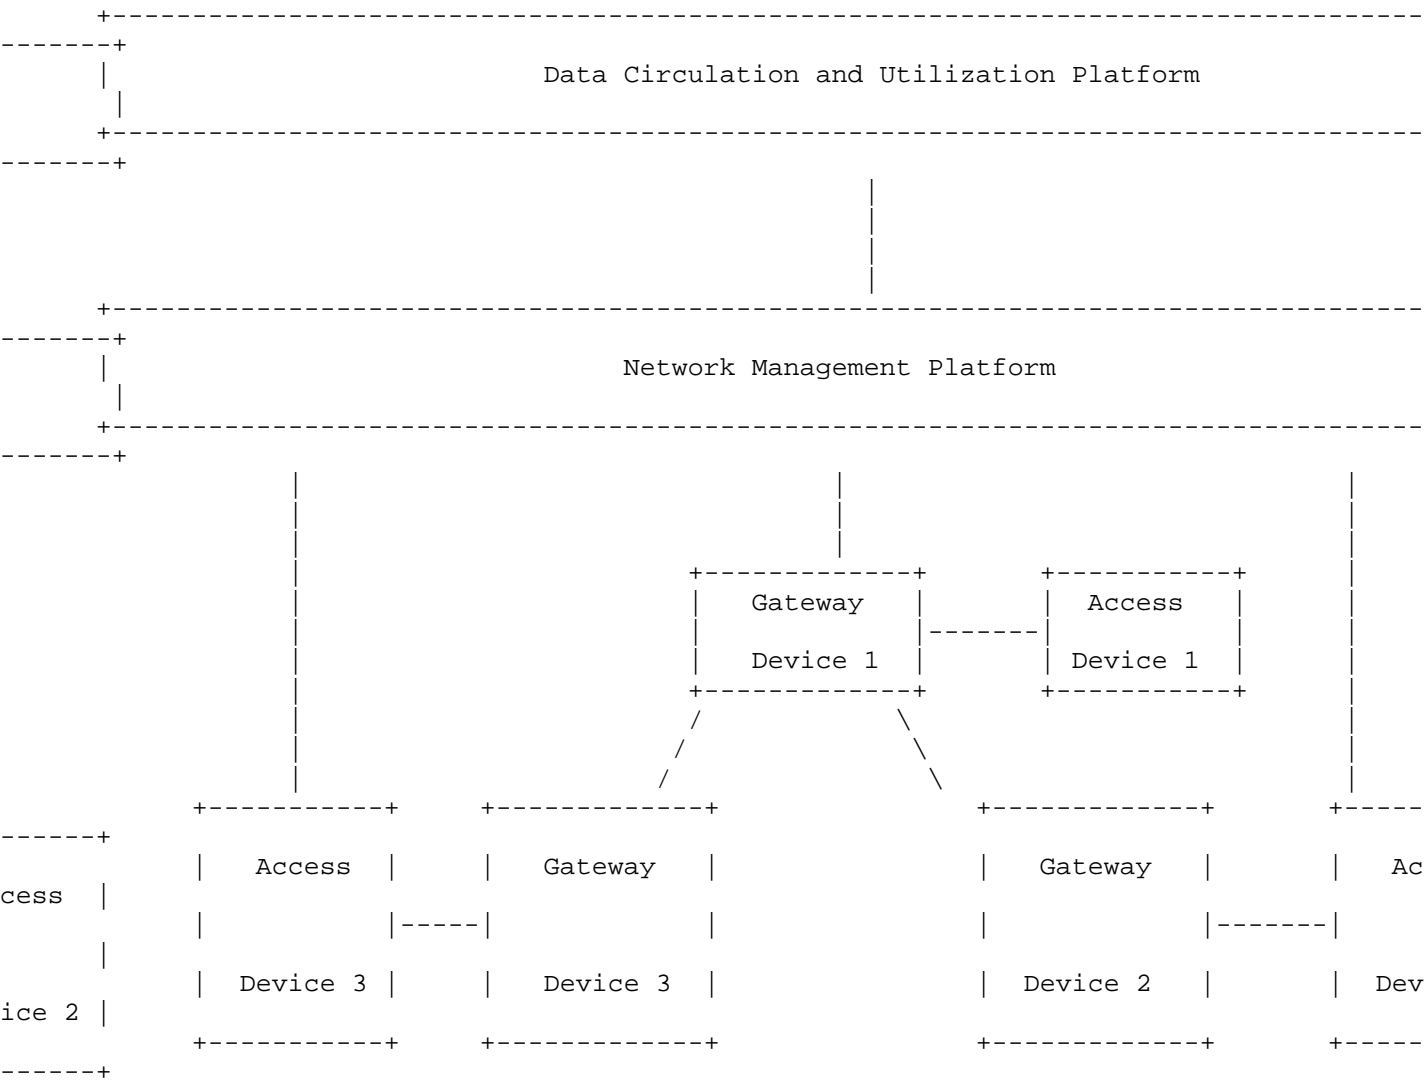 Data Circulation and Utilization Platform
Network Management Platform
Gateway Access
Device 1 Device 1
Access Gateway Gateway Ac
cess
Device 3 Device 3 Device 2 Dev
ice 2